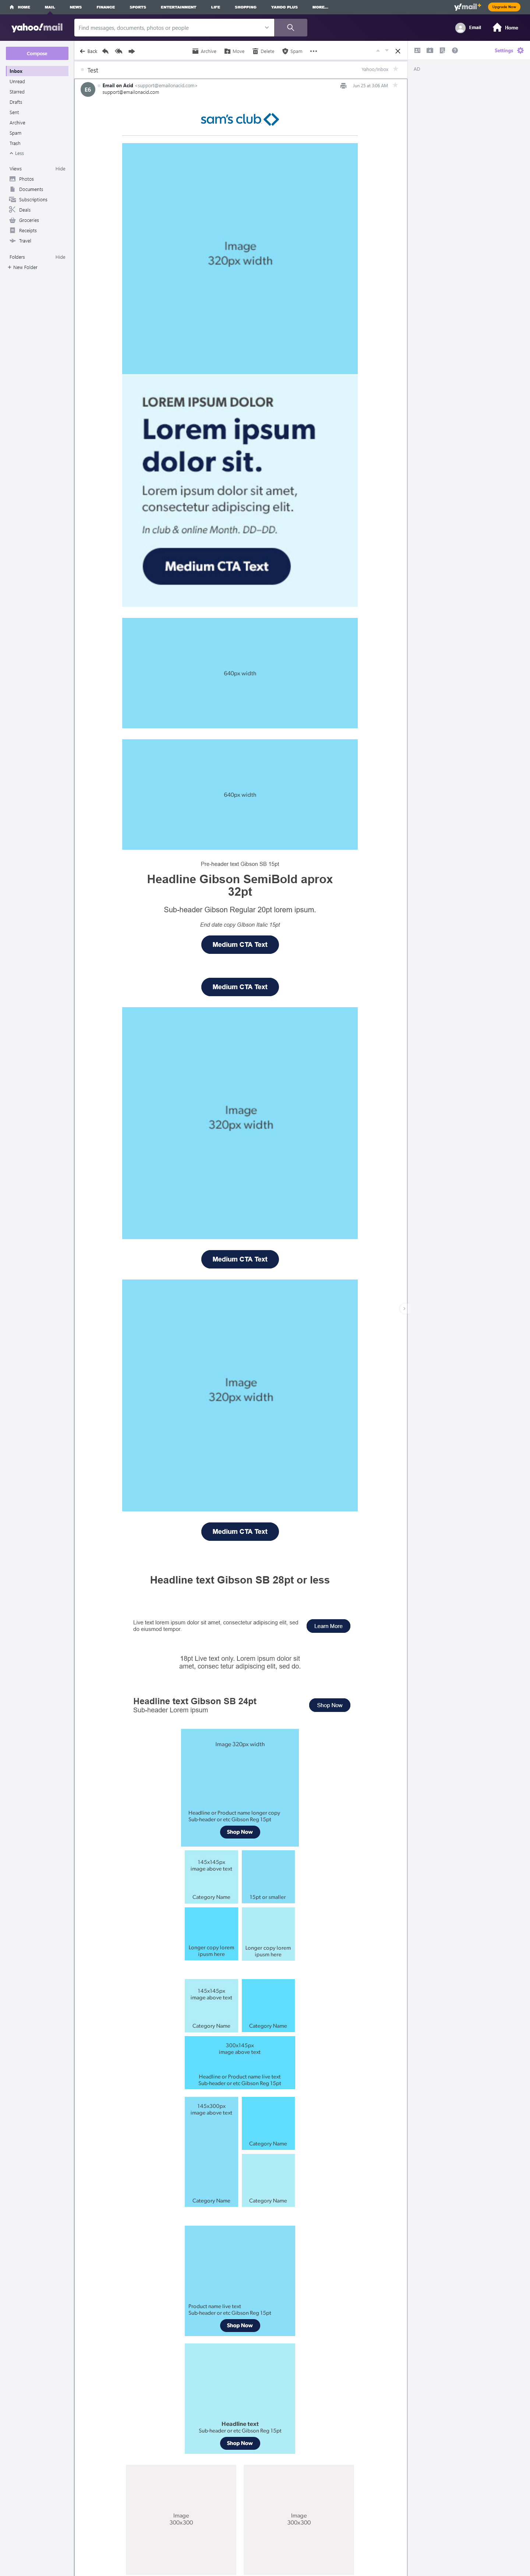 HOME MAIL NEWS FINANCE SPORTS ENTERTAINMENT LIFE SHOPPING YAHOO PLUS MORE... y!mail+ Upgrade Now
yahoo!mail Find messages, documents, photos or people Email Home
Compose Back Archive Move Delete Spam ••• Settings
Inbox
Unread
Starred
Drafts
Sent
Archive
Spam
Trash
Less
Views Hide
Photos
Documents
Subscriptions
Deals
Groceries
Receipts
Travel
Folders Hide
+ New Folder
Test Yahoo/Inbox
AD
E6 Email on Acid <support@emailonacid.com>
support@emailonacid.com
sam's club
Image
320px width
LOREM IPSUM DOLOR
Lorem ipsum
dolor sit.
Lorem ipsum dolor sit amet,
consectetur adipiscing elit.
In club & online Month. DD–DD.
Medium CTA Text
640px width
640px width
Pre-header text Gibson SB 15pt
Headline Gibson SemiBold aprox
32pt
Sub-header Gibson Regular 20pt lorem ipsum.
End date copy Gibson Italic 15pt
Medium CTA Text
Medium CTA Text
Image
320px width
Medium CTA Text
Image
320px width
Medium CTA Text
Headline text Gibson SB 28pt or less
Live text lorem ipsum dolor sit amet, consectetur adipiscing elit, sed
do eiusmod tempor.
Learn More
18pt Live text only. Lorem ipsum dolor sit
amet, consec tetur adipiscing elit, sed do.
Headline text Gibson SB 24pt
Sub-header Lorem ipsum
Shop Now
Image 320px width
Headline or Product name longer copy
Sub-header or etc Gibson Reg 15pt
Shop Now
145x145px
image above text
Category Name 15pt or smaller
Longer copy lorem
ipusm here
Longer copy lorem
ipusm here
145x145px
image above text
Category Name Category Name
300x145px
image above text
Headline or Product name live text
Sub-header or etc Gibson Reg 15pt
145x300px
image above text
Category Name
Category Name Category Name
Product name live text
Sub-header or etc Gibson Reg 15pt
Shop Now
Headline text
Sub-header or etc Gibson Reg 15pt
Shop Now
Image
300x300
Image
300x300